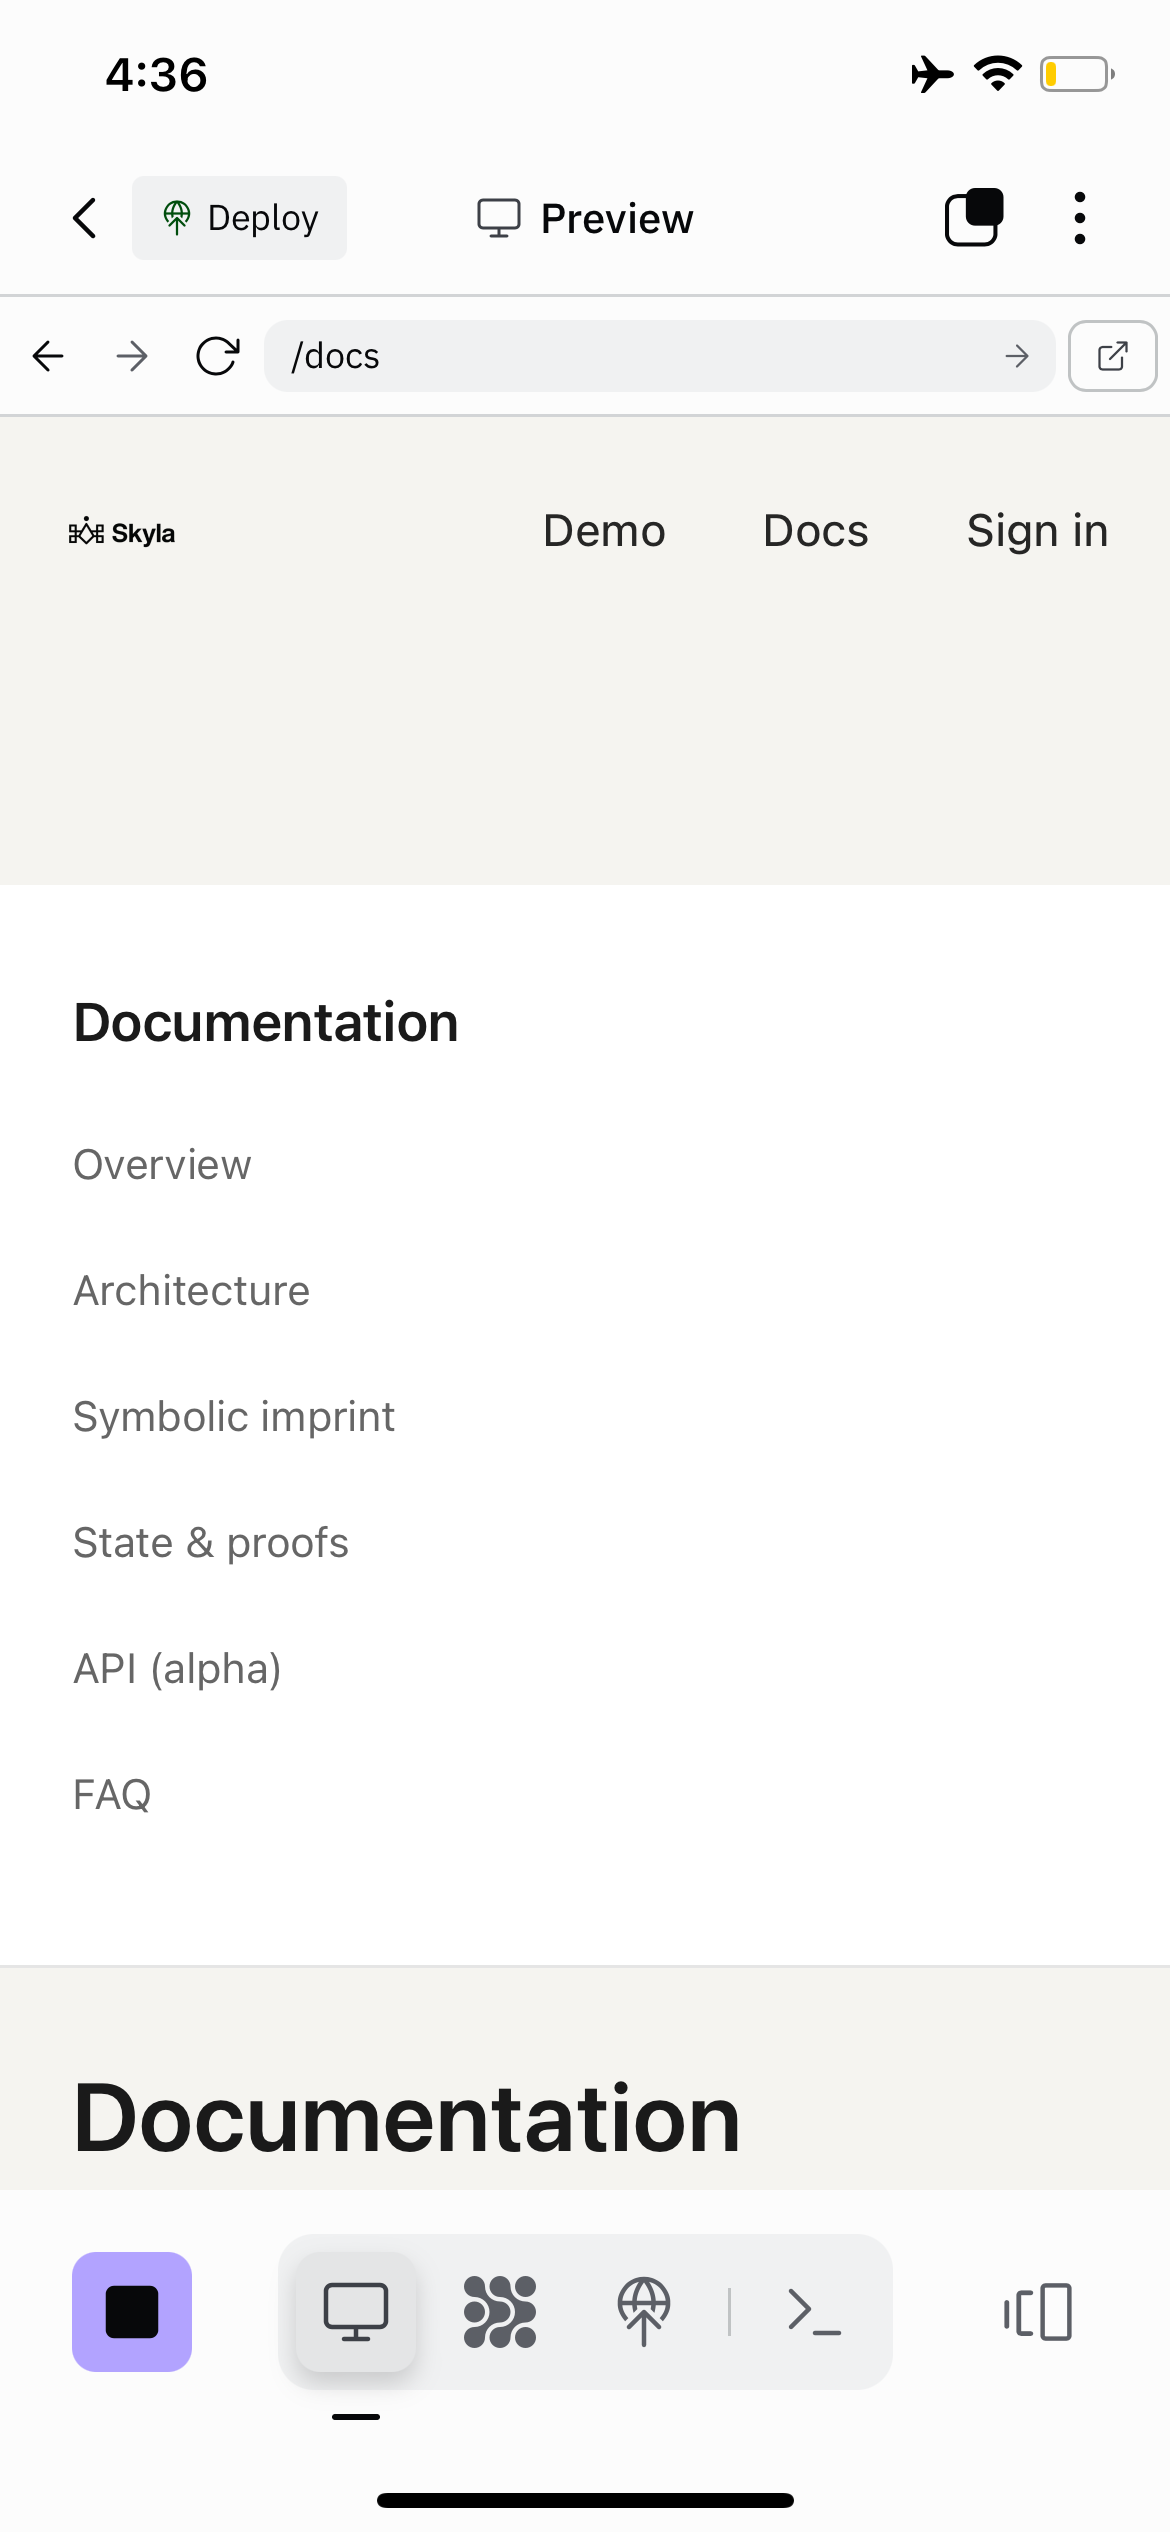 4:36
Deploy
Preview
/docs
Skyla
Demo Docs Sign in
Documentation
Overview
Architecture
Symbolic imprint
State & proofs
API (alpha)
FAQ
Documentation